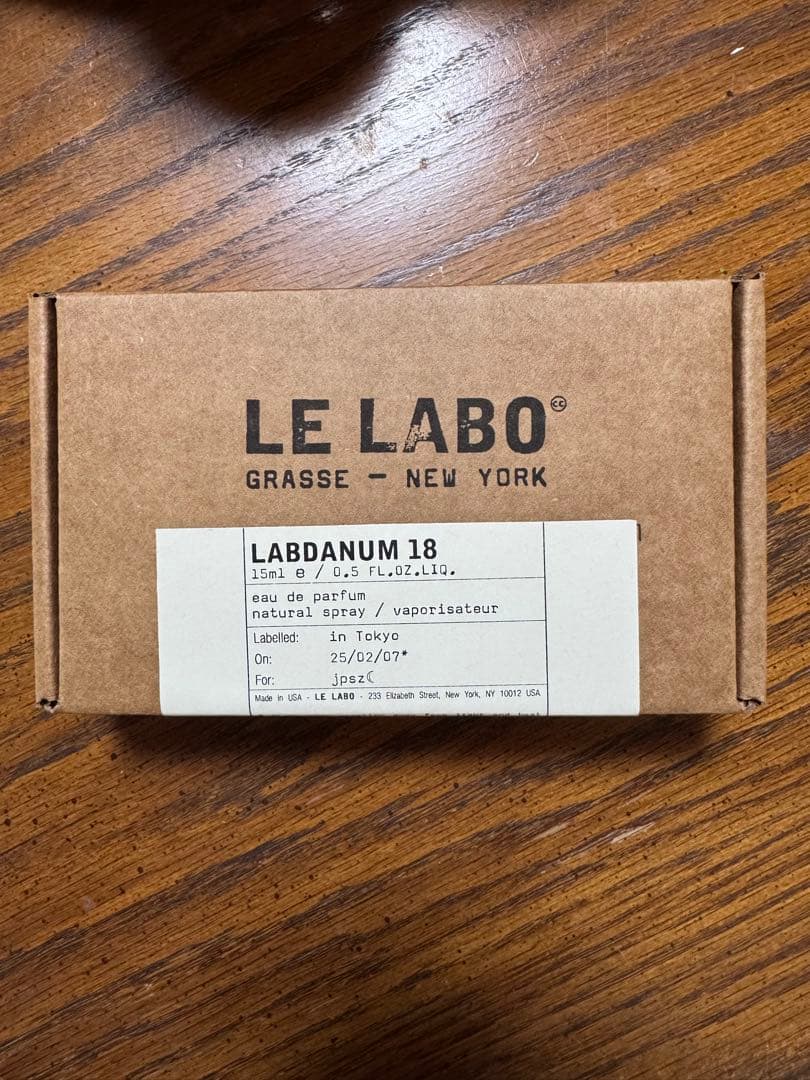 LE LABO
GRASSE — NEW YORK
LABDANUM 18
15ml e / 0.5 FL.OZ.LIQ.
eau de parfum
natural spray / vaporisateur
Labelled: in Tokyo
On: 25/02/07*
For: jpsz☾
Made in USA - LE LABO - 233 Elizabeth Street, New York, NY 10012 USA